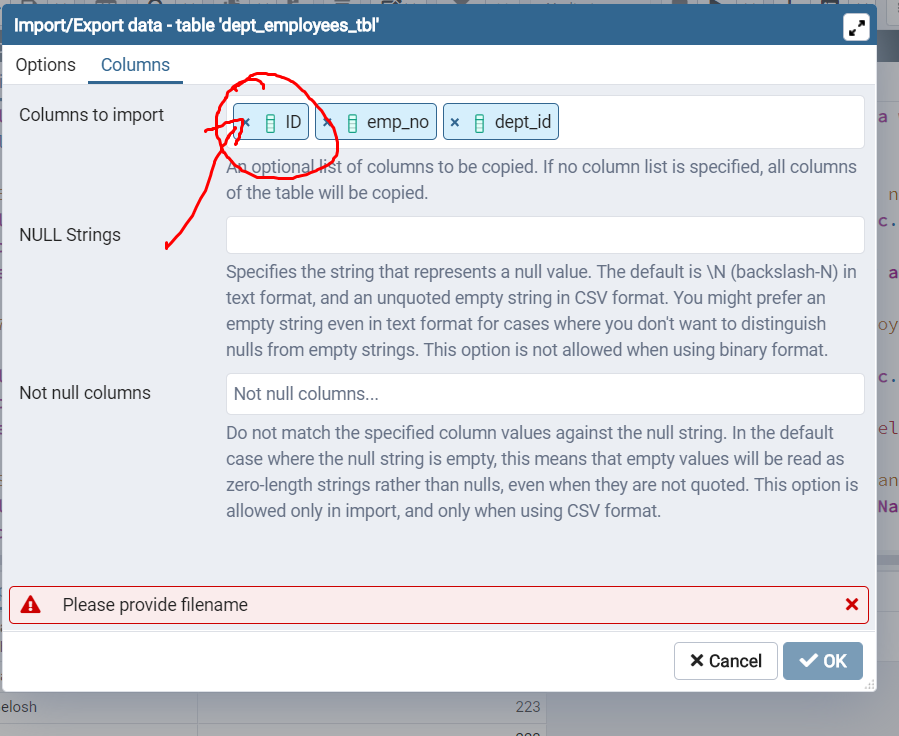 Import/Export data - table 'dept_employees_tbl'
Options Columns
Columns to import
× ID × emp_no × dept_id
An optional list of columns to be copied. If no column list is specified, all columns
of the table will be copied.
NULL Strings
Specifies the string that represents a null value. The default is \N (backslash-N) in
text format, and an unquoted empty string in CSV format. You might prefer an
empty string even in text format for cases where you don't want to distinguish
nulls from empty strings. This option is not allowed when using binary format.
Not null columns
Not null columns...
Do not match the specified column values against the null string. In the default
case where the null string is empty, this means that empty values will be read as
zero-length strings rather than nulls, even when they are not quoted. This option is
allowed only in import, and only when using CSV format.
Please provide filename
Cancel OK
elosh 223